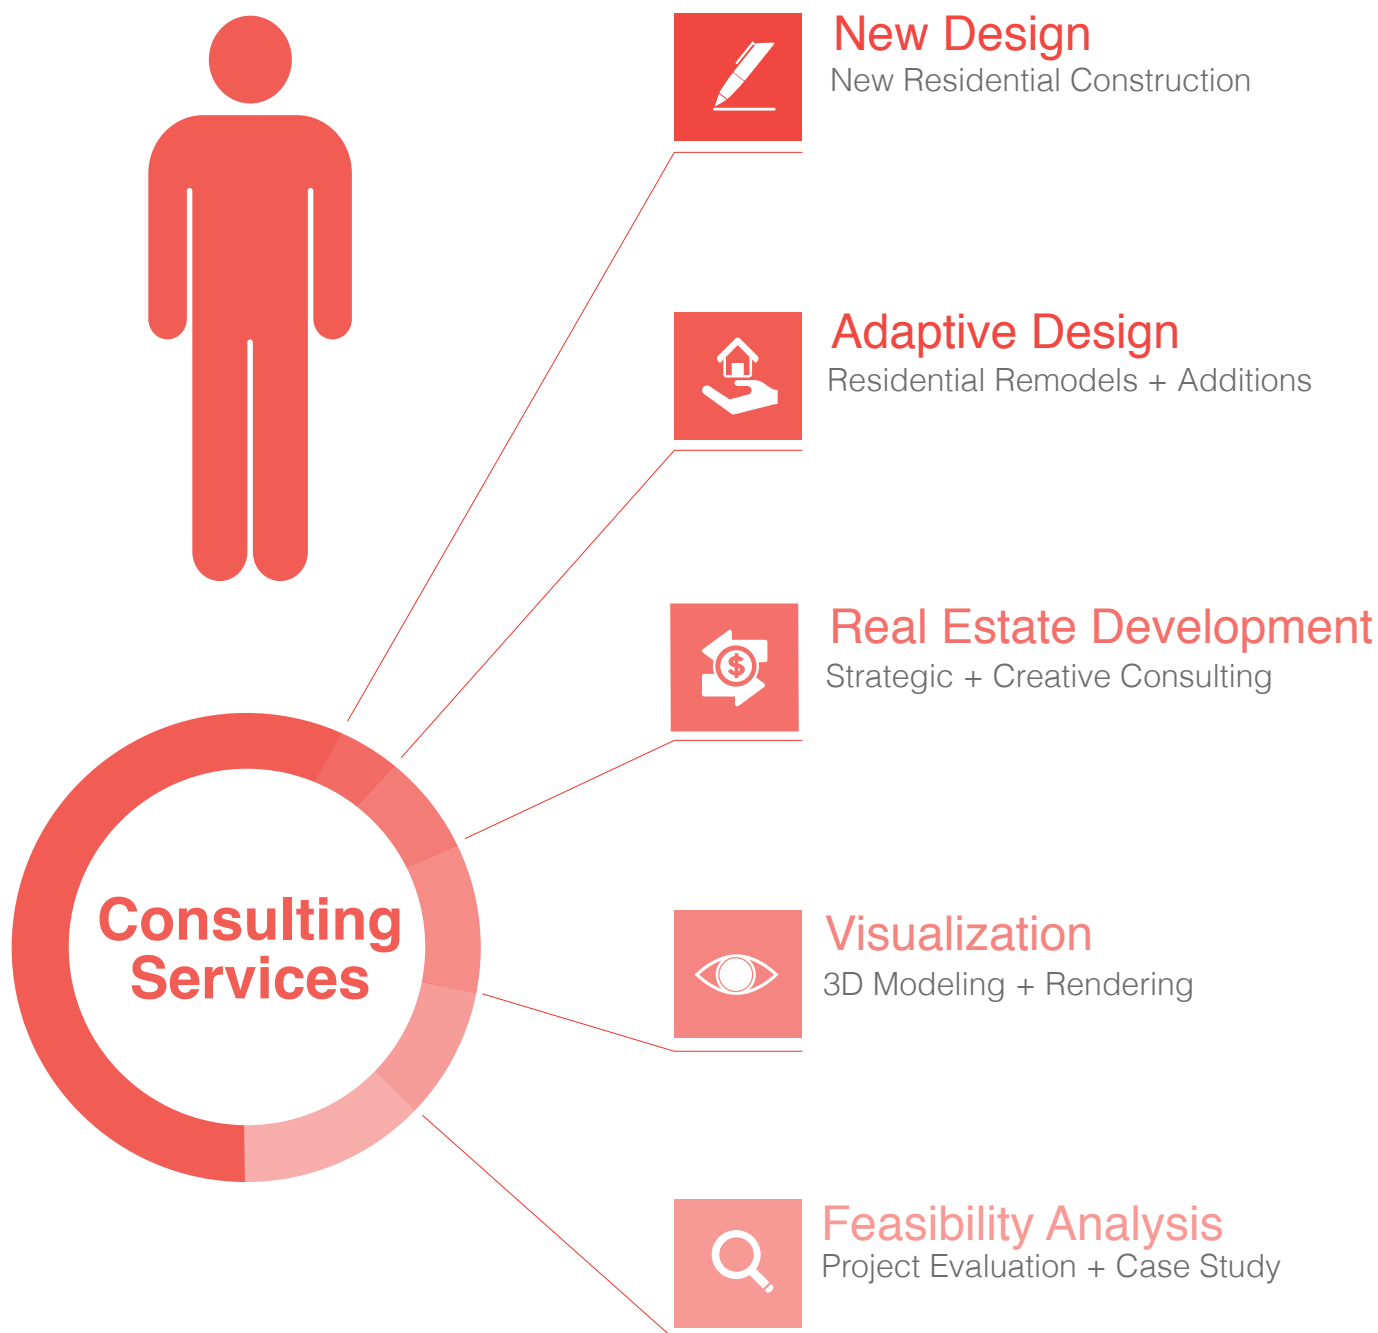 New Design
New Residential Construction
Adaptive Design
Residential Remodels + Additions
$
Real Estate Development
Strategic + Creative Consulting
Consulting
Services
Visualization
3D Modeling + Rendering
Feasibility Analysis
Project Evaluation + Case Study